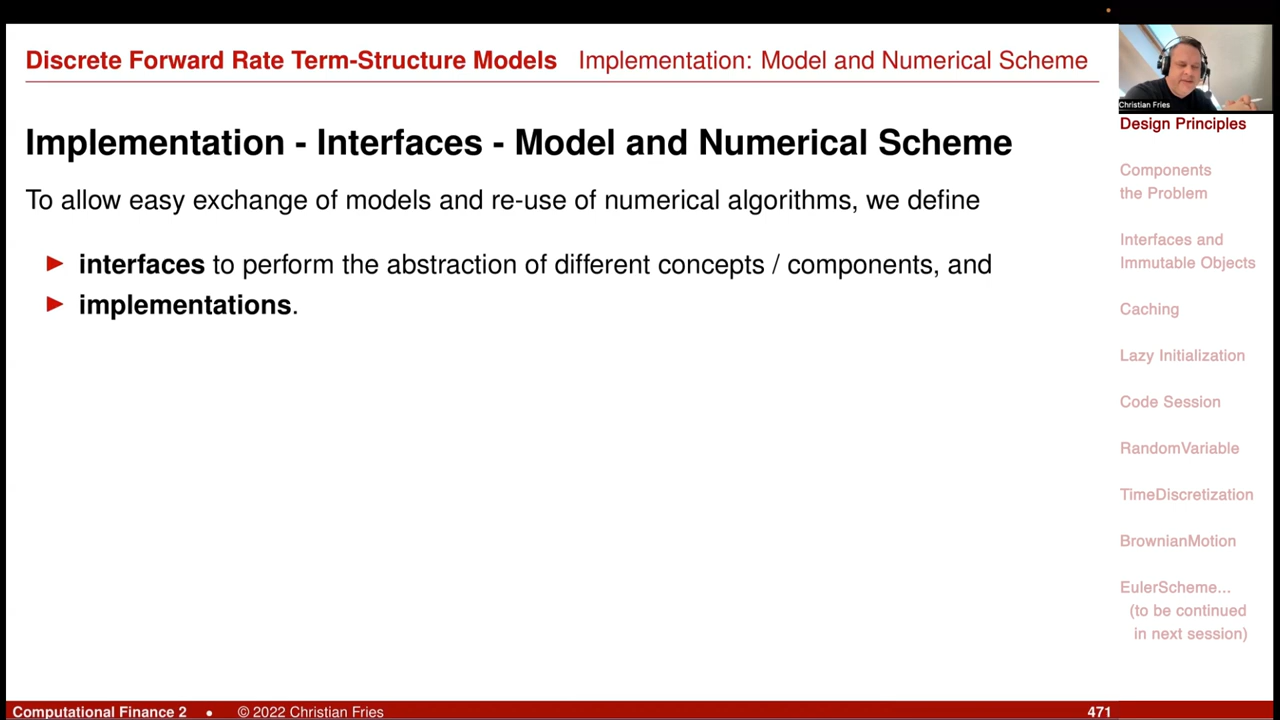 Discrete Forward Rate Term-Structure Models Implementation: Model and Numerical Scheme
Implementation - Interfaces - Model and Numerical Scheme
To allow easy exchange of models and re-use of numerical algorithms, we define
► interfaces to perform the abstraction of different concepts / components, and
► implementations.
Christian Fries
Design Principles
Components
the Problem
Interfaces and
Immutable Objects
Caching
Lazy Initialization
Code Session
RandomVariable
TimeDiscretization
BrownianMotion
EulerScheme...
(to be continued
in next session)
Computational Finance 2 • © 2022 Christian Fries 471